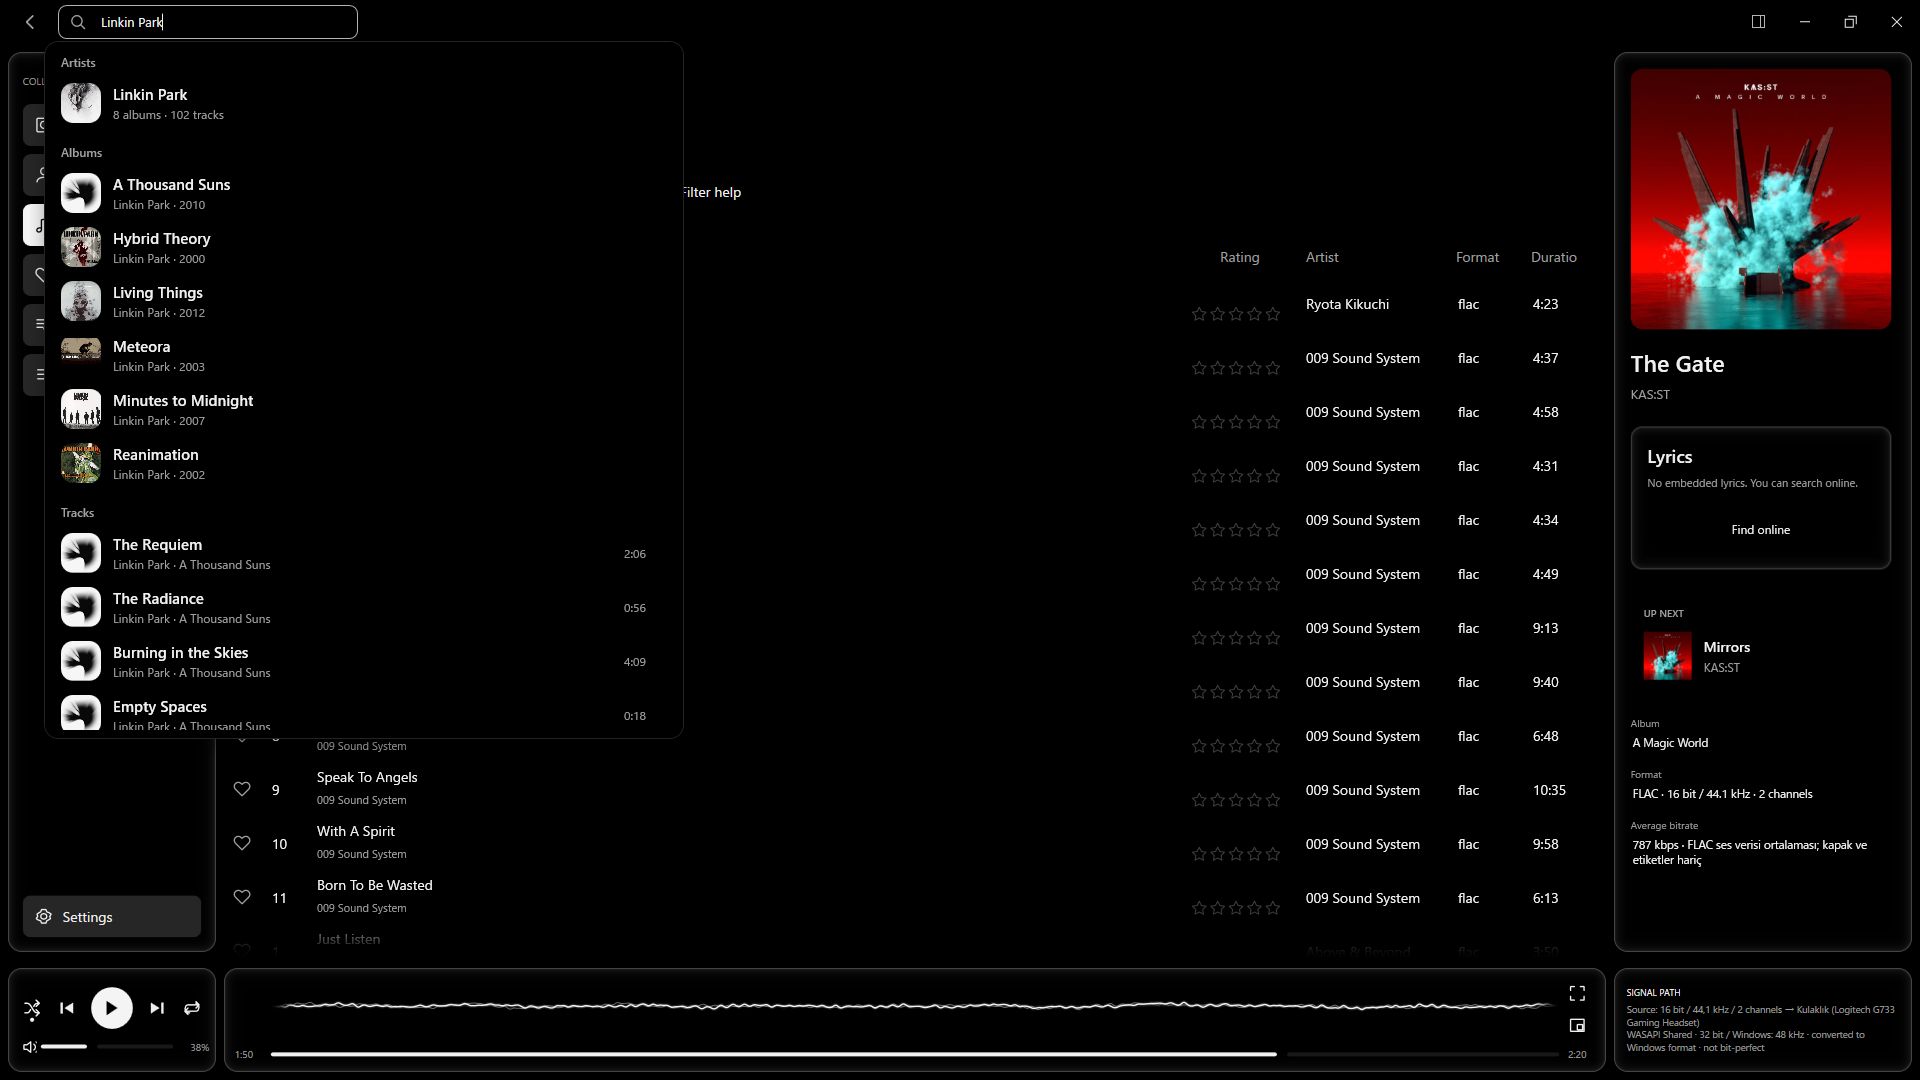 Linkin Park
Artists
Linkin Park
8 albums · 102 tracks
Albums
A Thousand Suns
Linkin Park · 2010
Hybrid Theory
Linkin Park · 2000
Living Things
Linkin Park · 2012
Meteora
Linkin Park · 2003
Minutes to Midnight
Linkin Park · 2007
Reanimation
Linkin Park · 2002
Tracks
The Requiem
Linkin Park · A Thousand Suns
2:06
The Radiance
Linkin Park · A Thousand Suns
0:56
Burning in the Skies
Linkin Park · A Thousand Suns
4:09
Empty Spaces
Linkin Park · A Thousand Suns
0:18
COLL
Settings
Filter help
Rating Artist Format Duratio
Ryota Kikuchi flac 4:23
009 Sound System flac 4:37
009 Sound System flac 4:58
009 Sound System flac 4:31
009 Sound System flac 4:34
009 Sound System flac 4:49
009 Sound System flac 9:13
009 Sound System flac 9:40
009 Sound System flac 6:48
009 Sound System
9 Speak To Angels 009 Sound System flac 10:35
009 Sound System
10 With A Spirit 009 Sound System flac 9:58
009 Sound System
11 Born To Be Wasted 009 Sound System flac 6:13
009 Sound System
1 Just Listen Above & Beyond flac 3:50
KAS:ST
A MAGIC WORLD
The Gate
KAS:ST
Lyrics
No embedded lyrics. You can search online.
Find online
UP NEXT
Mirrors
KAS:ST
Album
A Magic World
Format
FLAC · 16 bit / 44.1 kHz · 2 channels
Average bitrate
787 kbps · FLAC ses verisi ortalaması; kapak ve
etiketler hariç
38%
1:50
2:20
SIGNAL PATH
Source: 16 bit / 44,1 kHz / 2 channels → Kulaklık (Logitech G733
Gaming Headset)
WASAPI Shared · 32 bit / Windows: 48 kHz · converted to
Windows format · not bit-perfect